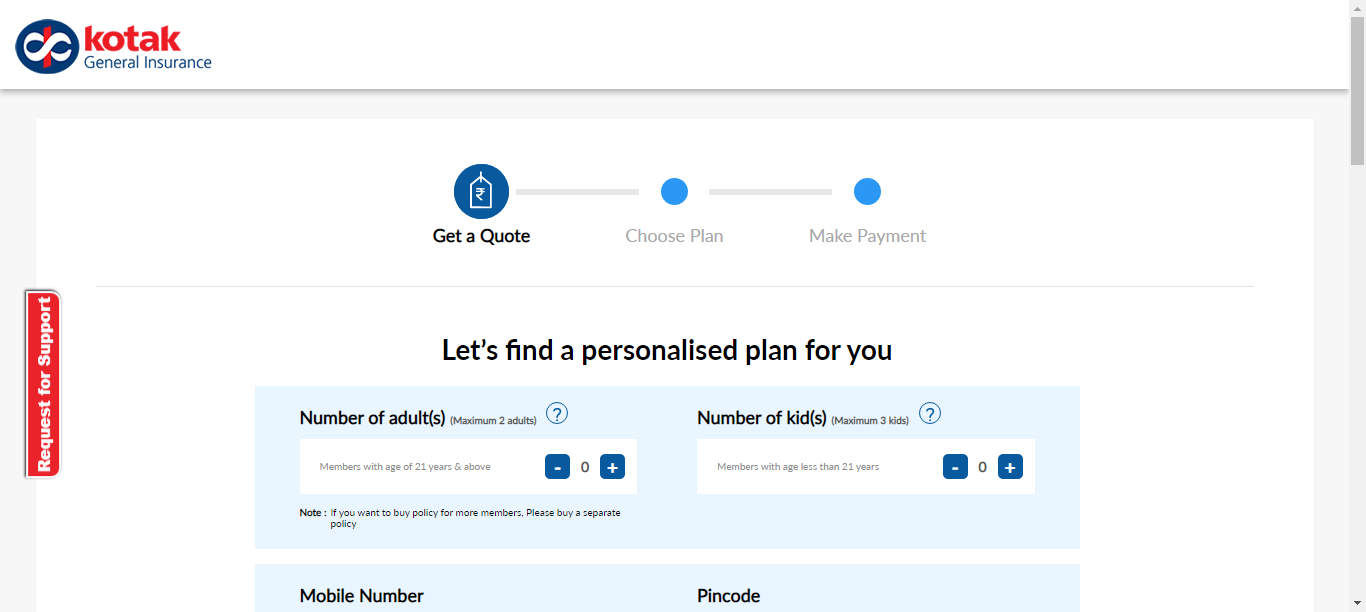 kotak
General Insurance
Get a Quote
Choose Plan
Make Payment
Request for Support
Let's find a personalised plan for you
Number of adult(s) (Maximum 2 adults) ?
Members with age of 21 years & above - 0 +
Note : If you want to buy policy for more members, Please buy a separate
policy
Number of kid(s) (Maximum 3 kids) ?
Members with age less than 21 years - 0 +
Mobile Number
Pincode